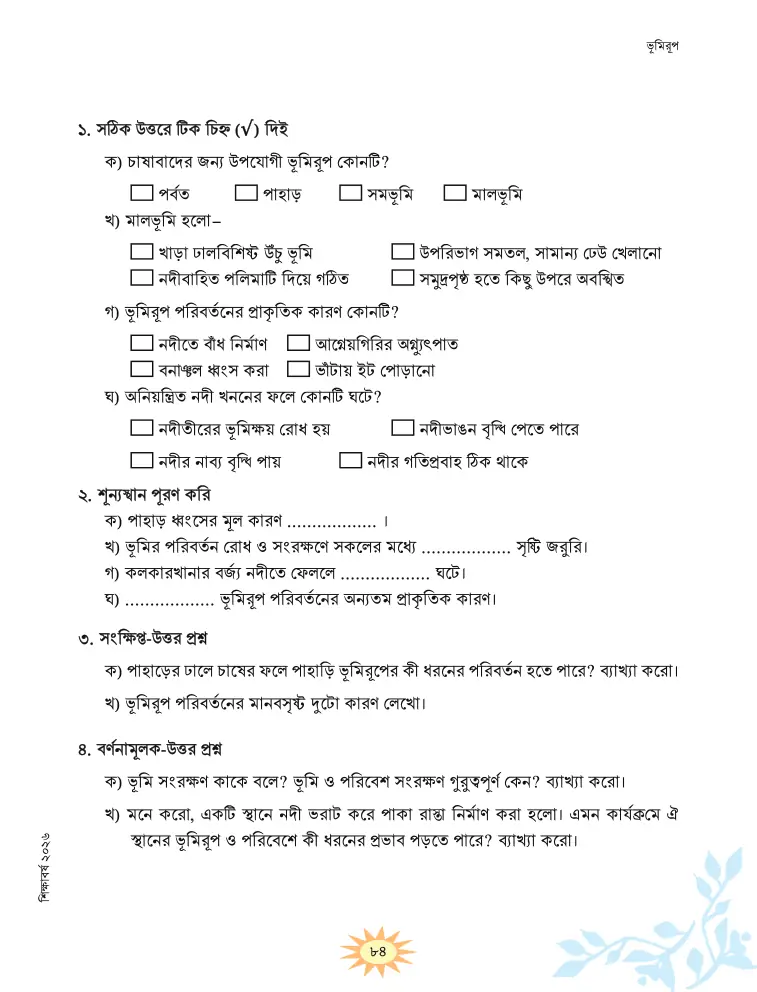 ভূমিরূপ
১. সঠিক উত্তরে টিক চিহ্ন (√) দিই
ক) চাষাবাদের জন্য উপযোগী ভূমিরূপ কোনটি?
পর্বত পাহাড় সমভূমি মালভূমি
খ) মালভূমি হলো–
খাড়া ঢালবিশিষ্ট উঁচু ভূমি উপরিভাগ সমতল, সামান্য ঢেউ খেলানো
নদীবাহিত পলিমাটি দিয়ে গঠিত সমুদ্রপৃষ্ঠ হতে কিছু উপরে অবস্থিত
গ) ভূমিরূপ পরিবর্তনের প্রাকৃতিক কারণ কোনটি?
নদীতে বাঁধ নির্মাণ আগ্নেয়গিরির অগ্ন্যুৎপাত
বনাঞ্চল ধ্বংস করা ভাঁটায় ইট পোড়ানো
ঘ) অনিয়ন্ত্রিত নদী খননের ফলে কোনটি ঘটে?
নদীতীরের ভূমিক্ষয় রোধ হয় নদীভাঙন বৃদ্ধি পেতে পারে
নদীর নাব্য বৃদ্ধি পায় নদীর গতিপ্রবাহ ঠিক থাকে
২. শূন্যস্থান পূরণ করি
ক) পাহাড় ধ্বংসের মূল কারণ .................. ।
খ) ভূমির পরিবর্তন রোধ ও সংরক্ষণে সকলের মধ্যে .................. সৃষ্টি জরুরি।
গ) কলকারখানার বর্জ্য নদীতে ফেললে .................. ঘটে।
ঘ) .................. ভূমিরূপ পরিবর্তনের অন্যতম প্রাকৃতিক কারণ।
৩. সংক্ষিপ্ত-উত্তর প্রশ্ন
ক) পাহাড়ের ঢালে চাষের ফলে পাহাড়ি ভূমিরূপের কী ধরনের পরিবর্তন হতে পারে? ব্যাখ্যা করো।
খ) ভূমিরূপ পরিবর্তনের মানবসৃষ্ট দুটো কারণ লেখো।
৪. বর্ণনামূলক-উত্তর প্রশ্ন
ক) ভূমি সংরক্ষণ কাকে বলে? ভূমি ও পরিবেশ সংরক্ষণ গুরুত্বপূর্ণ কেন? ব্যাখ্যা করো।
খ) মনে করো, একটি স্থানে নদী ভরাট করে পাকা রাস্তা নির্মাণ করা হলো। এমন কার্যক্রমে ঐ
স্থানের ভূমিরূপ ও পরিবেশে কী ধরনের প্রভাব পড়তে পারে? ব্যাখ্যা করো।
শিক্ষাবর্ষ ২০২৬
৮৪